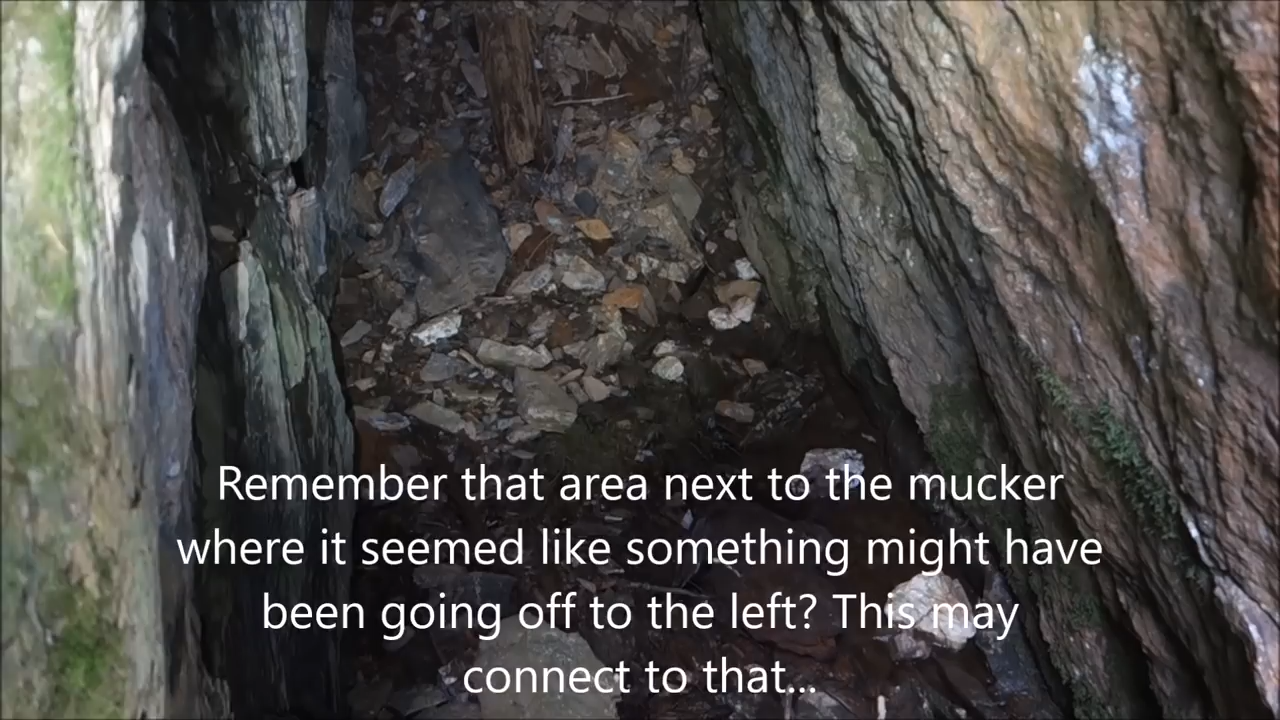 Remember that area next to the mucker
where it seemed like something might have
been going off to the left? This may
connect to that...